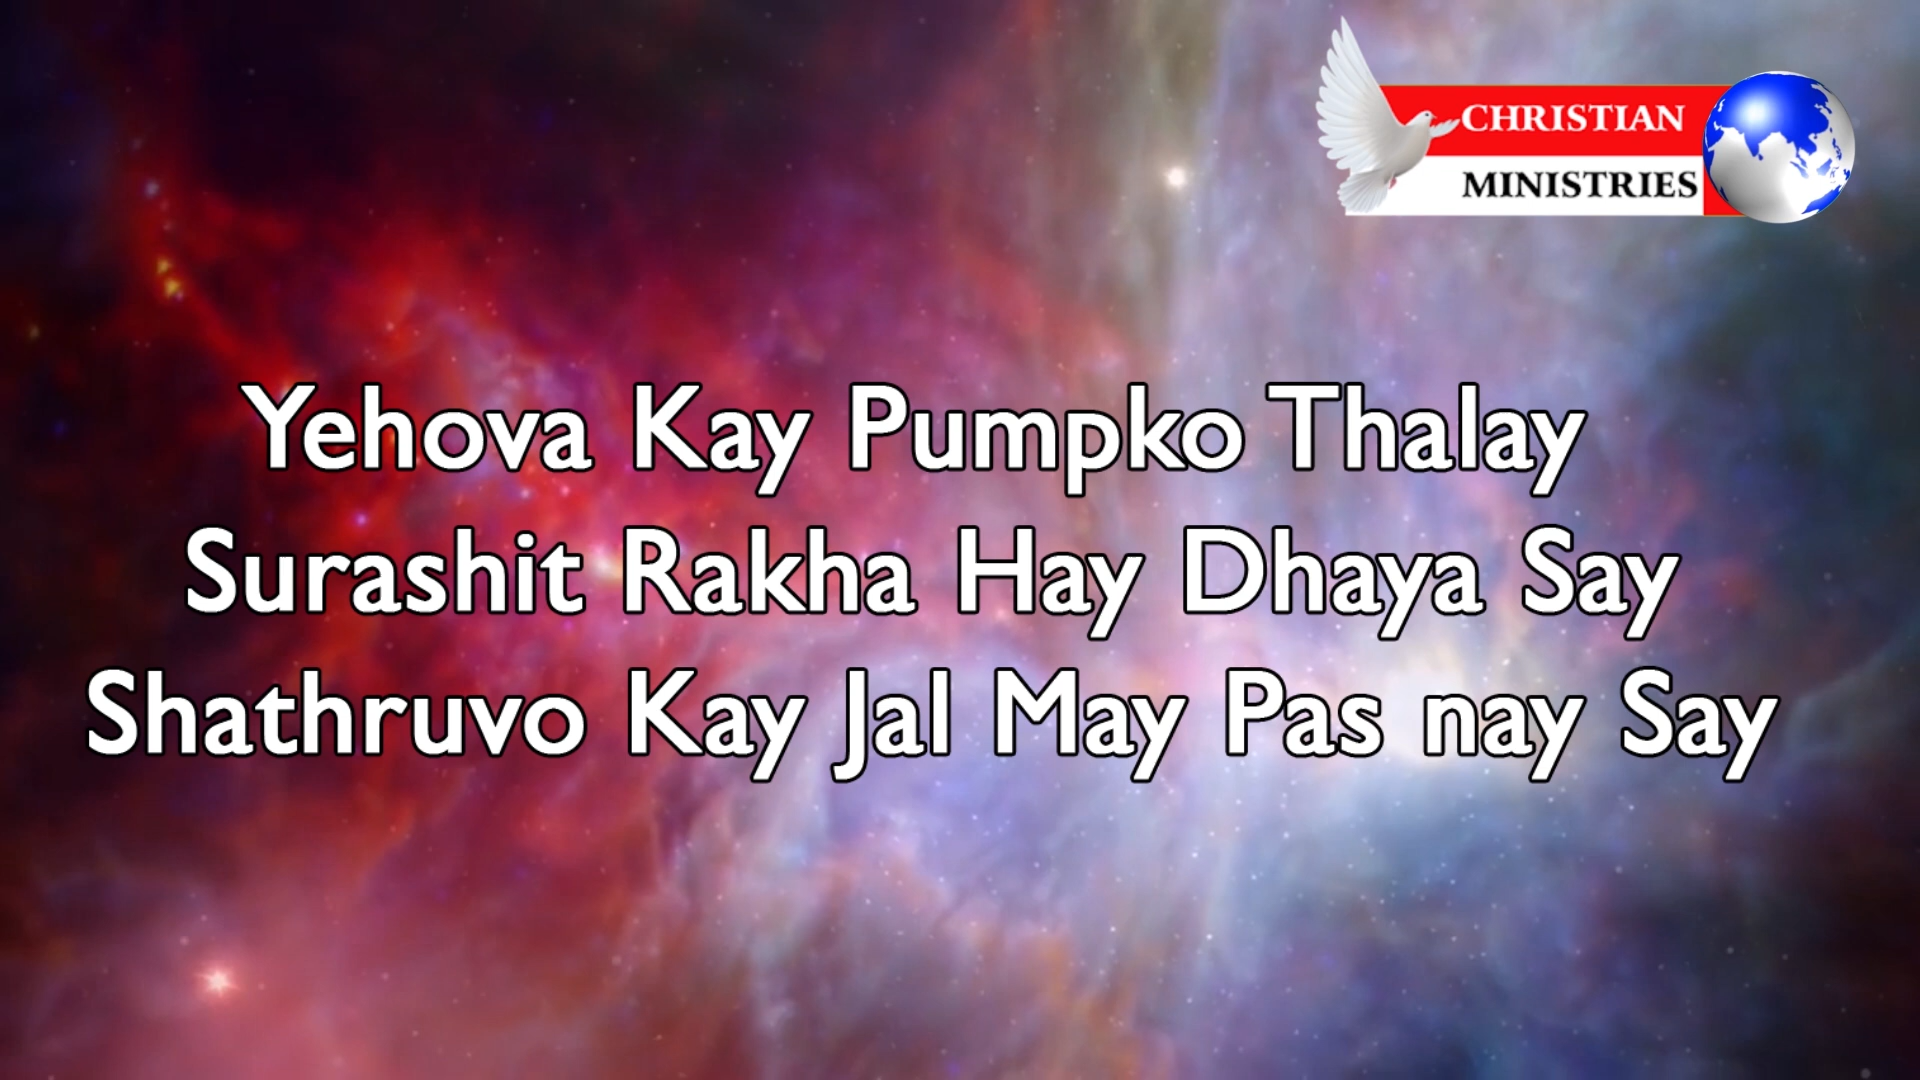 CHRISTIAN
MINISTRIES
Yehova Kay Pumpko Thalay
Surashit Rakha Hay Dhaya Say
Shathruvo Kay Jal May Pas nay Say